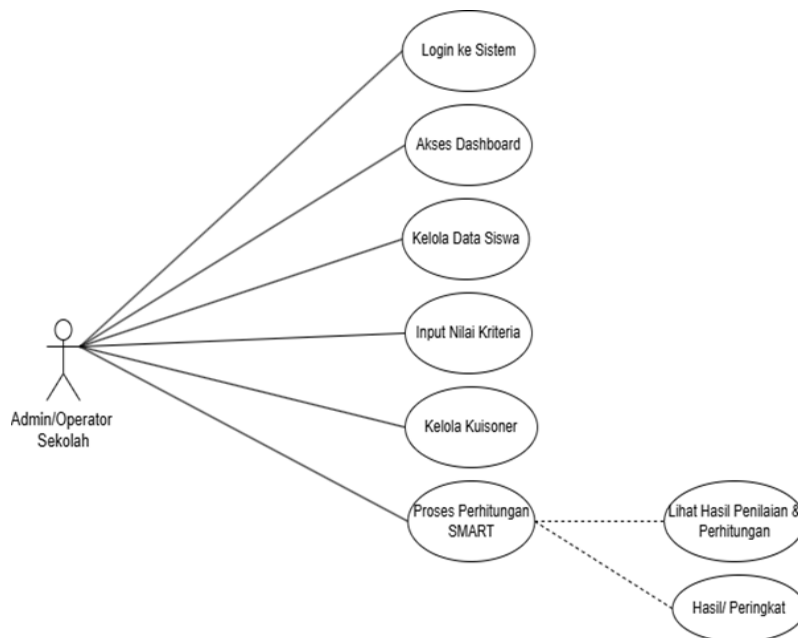 Login ke Sistem
Akses Dashboard
Kelola Data Siswa
Input Nilai Kriteria
Admin/Operator
Sekolah
Kelola Kuisoner
Proses Perhitungan
SMART
Lihat Hasil Penilaian &
Perhitungan
Hasil/ Peringkat